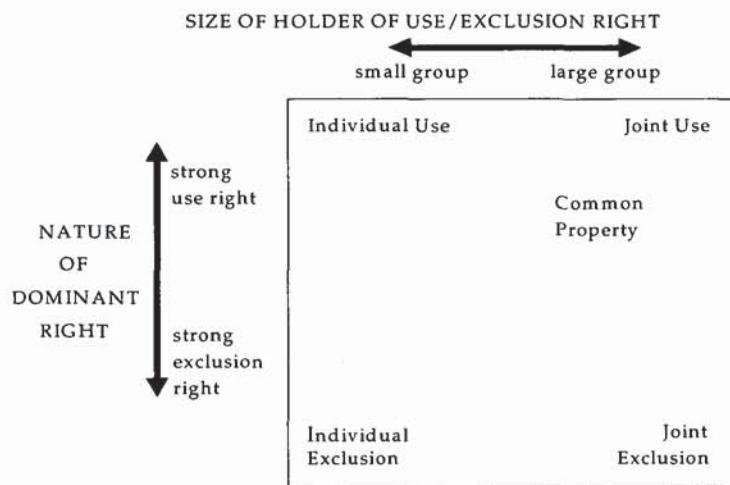 SIZE OF HOLDER OF USE/EXCLUSION RIGHT
small group
large group
Individual Use
Joint Use
strong
use right
Common
Property
NATURE
OF
DOMINANT
RIGHT
strong
exclusion
right
Individual
Exclusion
Joint
Exclusion